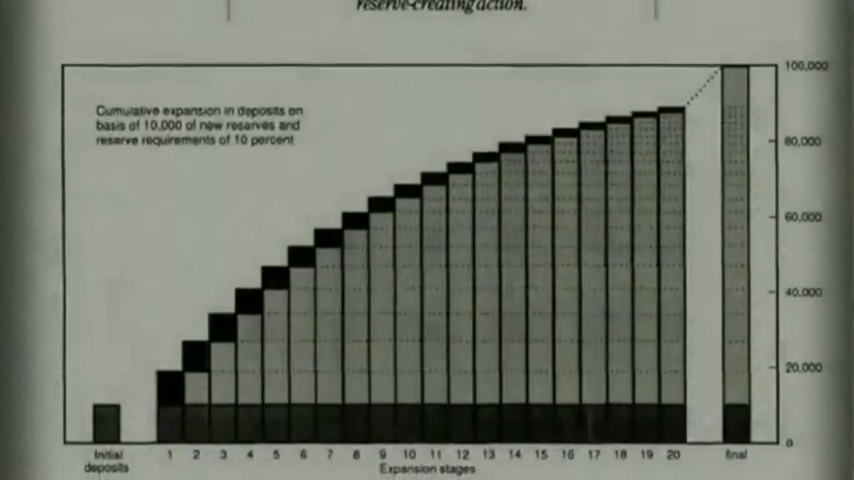 reserve-creating action.
Cumulative expansion in deposits on
basis of 10,000 of new reserves and
reserve requirements of 10 percent
100,000
80,000
60,000
40,000
20,000
0
Initial
deposits
1 2 3 4 5 6 7 8 9 10 11 12 13 14 15 16 17 18 19 20 final
Expansion stages